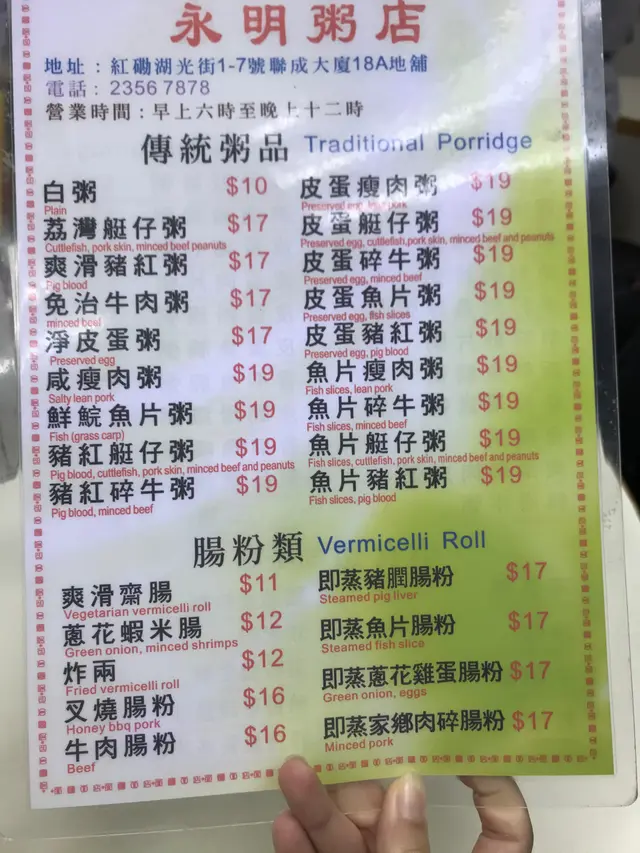 永明粥店
地址：紅磡湖光街1-7號聯成大廈18A地舖
電話：2356 7878
營業時間：早上六時至晚上十二時
傳統粥品 Traditional Porridge
白粥 $10
Plain
荔灣艇仔粥 $17
Cuttlefish, pork skin, minced beef peanuts
爽滑豬紅粥 $17
Pig blood
免治牛肉粥 $17
minced beef
淨皮蛋粥 $17
Preserved egg
咸瘦肉粥 $19
Salty lean pork
鮮鯇魚片粥 $19
Fish (grass carp)
豬紅艇仔粥 $19
Pig blood, cuttlefish, pork skin, minced beef and peanuts
豬紅碎牛粥 $19
Pig blood, minced beef
皮蛋瘦肉粥 $19
Preserved egg, lean pork
皮蛋艇仔粥 $19
Preserved egg, cuttlefish,pork skin, minced beef and peanuts
皮蛋碎牛粥 $19
Preserved egg, minced beef
皮蛋魚片粥 $19
Preserved egg, fish slices
皮蛋豬紅粥 $19
Preserved egg, pig blood
魚片瘦肉粥 $19
Fish slices, lean pork
魚片碎牛粥 $19
Fish slices, minced beef
魚片艇仔粥 $19
Fish slices, cuttlefish, pork skin, minced beef and peanuts
魚片豬紅粥 $19
Fish slices, pig blood
腸粉類 Vermicelli Roll
爽滑齋腸 $11
Vegetarian vermicelli roll
蔥花蝦米腸 $12
Green onion, minced shrimps
炸兩 $12
Fried vermicelli roll
叉燒腸粉 $16
Honey bbq pork
牛肉腸粉 $16
Beef
即蒸豬膶腸粉 $17
Steamed pig liver
即蒸魚片腸粉 $17
Steamed fish slice
即蒸蔥花雞蛋腸粉 $17
Green onion, eggs
即蒸家鄉肉碎腸粉 $17
Minced pork